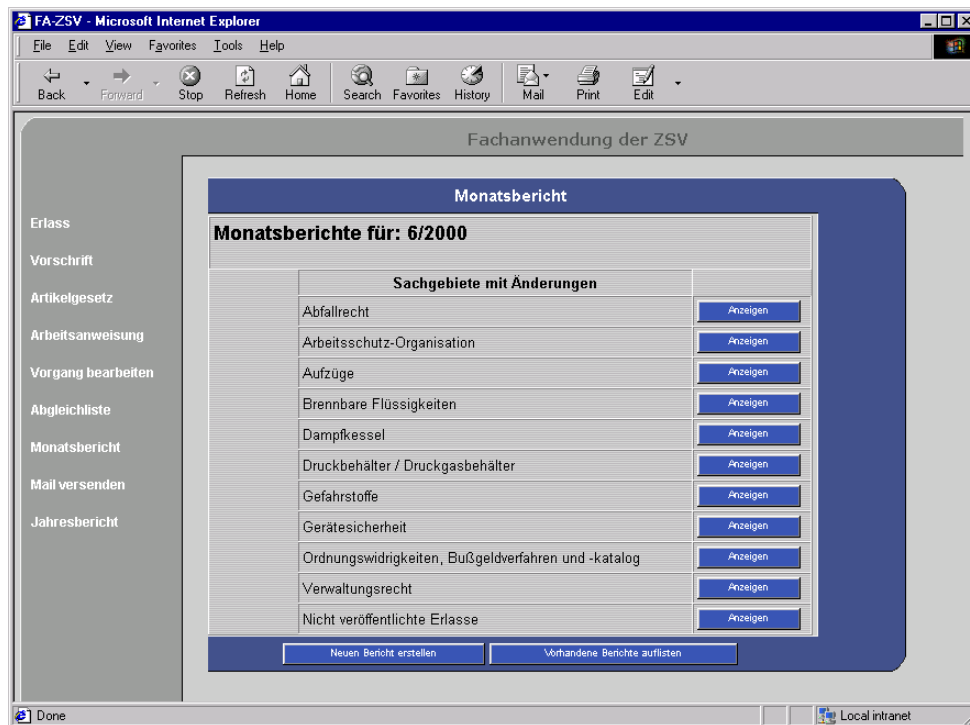 FA-ZSV - Microsoft Internet Explorer
File Edit View Favorites Tools Help
Back Forward Stop Refresh Home Search Favorites History Mail Print Edit
Fachanwendung der ZSV
Erlass
Vorschrift
Artikelgesetz
Arbeitsanweisung
Vorgang bearbeiten
Abgleichliste
Monatsbericht
Mail versenden
Jahresbericht
Monatsbericht
Monatsberichte für: 6/2000
Sachgebiete mit Änderungen
Abfallrecht Anzeigen
Arbeitsschutz-Organisation Anzeigen
Aufzüge Anzeigen
Brennbare Flüssigkeiten Anzeigen
Dampfkessel Anzeigen
Druckbehälter / Druckgasbehälter Anzeigen
Gefahrstoffe Anzeigen
Gerätesicherheit Anzeigen
Ordnungswidrigkeiten, Bußgeldverfahren und -katalog Anzeigen
Verwaltungsrecht Anzeigen
Nicht veröffentlichte Erlasse Anzeigen
Neuen Bericht erstellen Vorhandene Berichte auflisten
Done Local intranet